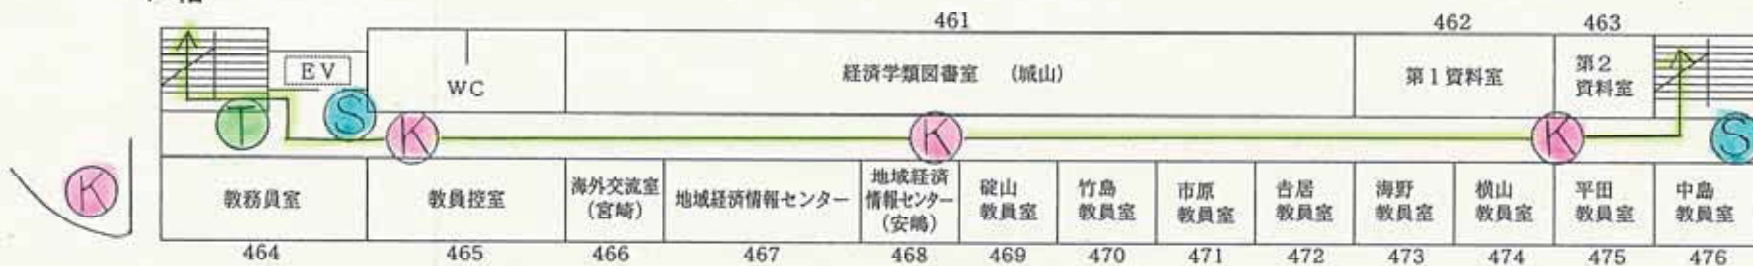 461 462 463
EV
WC
経済学類図書室 (城山)
第1資料室
第2
資料室
T
S
K
K
K
S
K
教務員室
教員控室
海外交流室
(宮崎)
地域経済情報センター
地域経済
情報センター
(安嶋)
碇山
教員室
竹島
教員室
市原
教員室
吉居
教員室
海野
教員室
横山
教員室
平田
教員室
中島
教員室
464 465 466 467 468 469 470 471 472 473 474 475 476